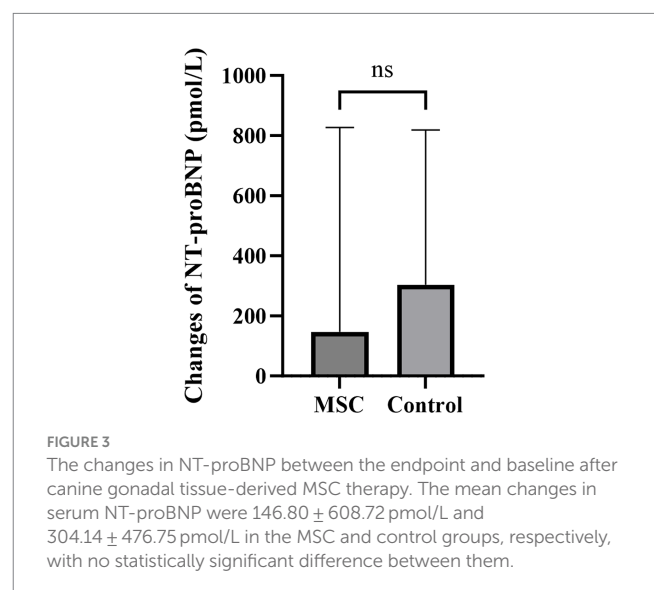 ns
1000
800
600
400
200
0
Changes of NT-proBNP (pmol/L)
MSC Control
FIGURE 3
The changes in NT-proBNP between the endpoint and baseline after
canine gonadal tissue-derived MSC therapy. The mean changes in
serum NT-proBNP were 146.80 ± 608.72 pmol/L and
304.14 ± 476.75 pmol/L in the MSC and control groups, respectively,
with no statistically significant difference between them.